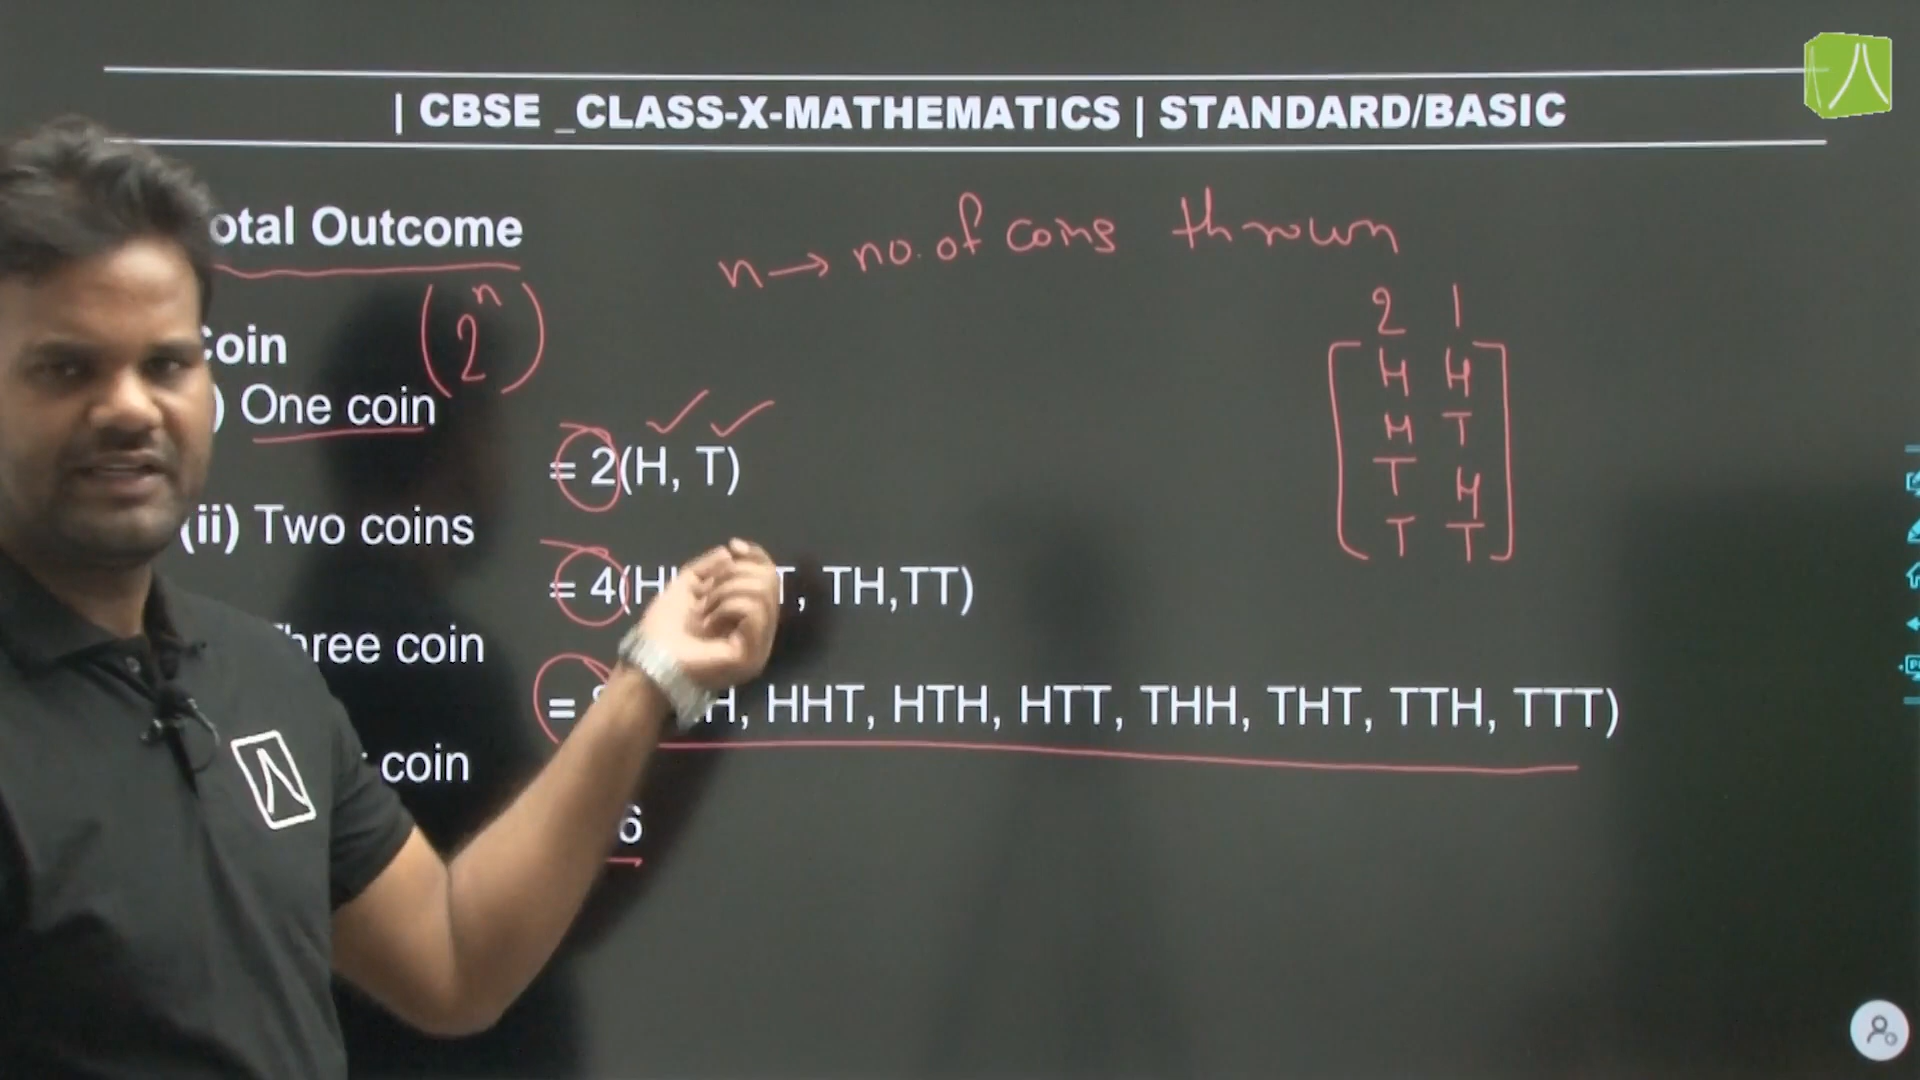 | CBSE _CLASS-X-MATHEMATICS | STANDARD/BASIC
otal Outcome
n → no. of coins thrown
(2ⁿ)
Coin
) One coin
= 2(H, T)
(ii) Two coins
= 4(H T, TH,TT)
hree coin
= H, HHT, HTH, HTT, THH, THT, TTH, TTT)
coin
6
2 1
H H
H T
T H
T T